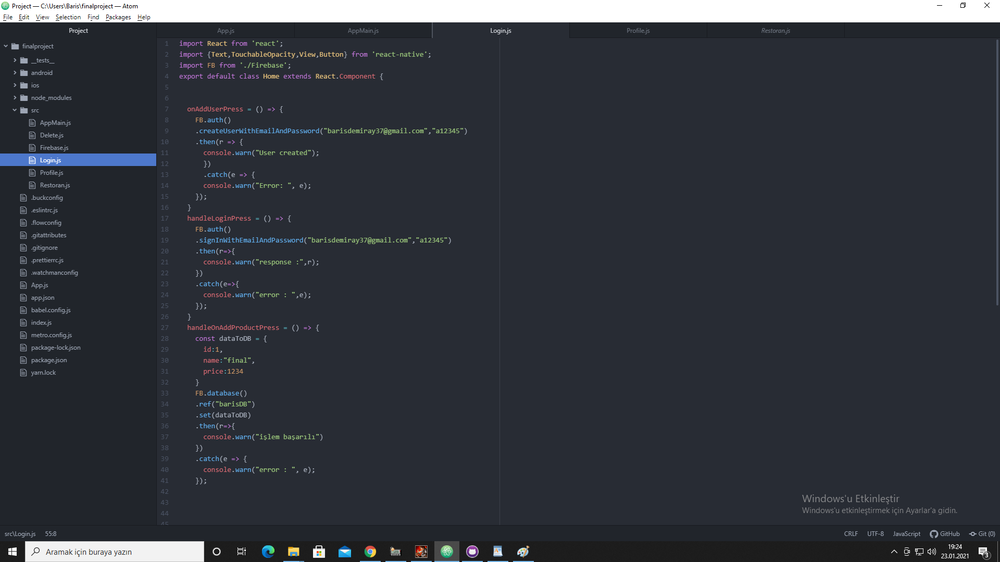 Project — C:\Users\Baris\finalproject — Atom
File Edit View Selection Find Packages Help
Project
App.js
AppMain.js
Login.js
Profile.js
Restoran.js
finalproject
__tests__
android
ios
node_modules
src
AppMain.js
Delete.js
Firebase.js
Login.js
Profile.js
Restoran.js
.buckconfig
.eslintrc.js
.flowconfig
.gitattributes
.gitignore
.prettierrc.js
.watchmanconfig
App.js
app.json
babel.config.js
index.js
metro.config.js
package-lock.json
package.json
yarn.lock
1 import React from 'react';
2 import {Text,TouchableOpacity,View,Button} from 'react-native';
3 import FB from './Firebase';
4 export default class Home extends React.Component {
5
6
7 onAddUserPress = () => {
8 FB.auth()
9 .createUserWithEmailAndPassword("barisdemiray37@gmail.com","a12345")
10 .then(r => {
11 console.warn("User created");
12 })
13 .catch(e => {
14 console.warn("Error: ", e);
15 });
16 }
17 handleLoginPress = () => {
18 FB.auth()
19 .signInWithEmailAndPassword("barisdemiray37@gmail.com","a12345")
20 .then(r=>{
21 console.warn("response :",r);
22 })
23 .catch(e=>{
24 console.warn("error : ",e);
25 });
26 }
27 handleOnAddProductPress = () => {
28 const dataToDB = {
29 id:1,
30 name:"final",
31 price:1234
32 }
33 FB.database()
34 .ref("barisDB")
35 .set(dataToDB)
36 .then(r=>{
37 console.warn("işlem başarılı")
38 })
39 .catch(e => {
40 console.warn("error : ", e);
41 });
42
43
44
45
Windows'u Etkinleştir
Windows'u etkinleştirmek için Ayarlar'a gidin.
src\Login.js 55:8
CRLF UTF-8 JavaScript GitHub Git (0)
Aramak için buraya yazın
19:24
23.01.2021
3